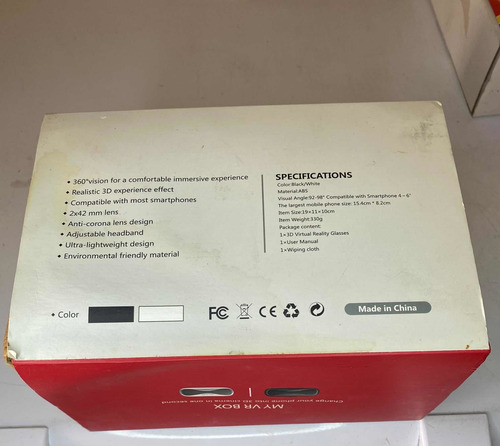 • 360°vision for a comfortable immersive experience
• Realistic 3D experience effect
• Compatible with most smartphones
• 2x42 mm lens
• Anti-corona lens design
• Adjustable headband
• Ultra-lightweight design
• Environmental friendly material
SPECIFICATIONS
Color:Black/White
Material:ABS
Visual Angle:92-98° Compatible with Smartphone 4~6"
The largest mobile phone size: 15.4cm * 8.2cm
Item Size:19×11×10cm
Item Weight:330g
Package content:
1×3D Virtual Reality Glasses
1×User Manual
1×Wiping cloth
• Color
FC CE
Made in China
MY VR BOX
Change your phone into 3D cinema in one second